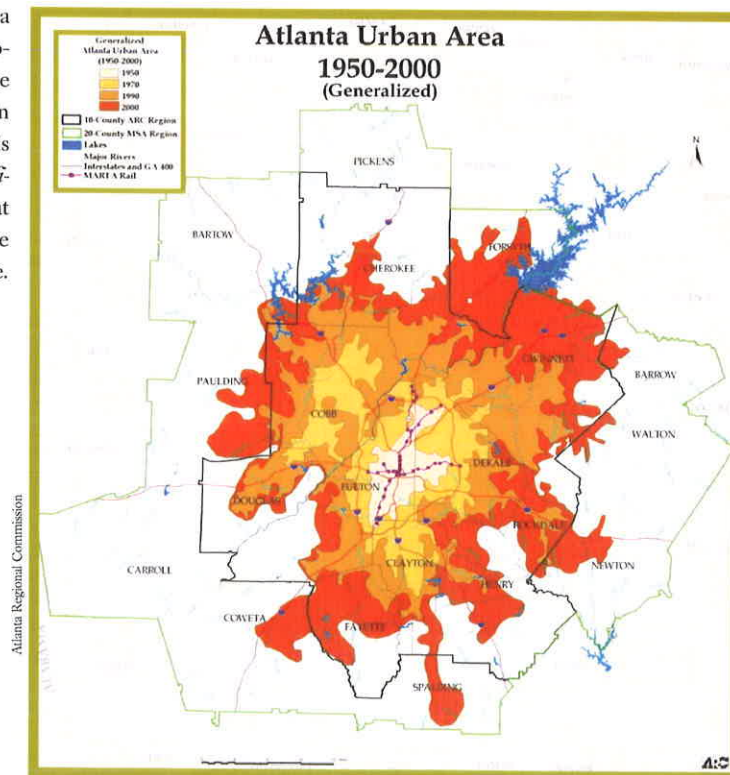 a
o-
e
n
s
g-
at
e
e.
Atlanta Urban Area
1950-2000
(Generalized)
Generalized
Atlanta Urban Area
(1950-2000)
1950
1970
1990
2000
10-County ARC Region
20-County MSA Region
Lakes
Major Rivers
Interstates and GA 400
MARTA Rail
N
PICKENS
BARTOW
FORSYTH
CHEROKEE
GWINNETT
PAULDING
BARROW
COBB
WALTON
DEKALB
FULTON
DOUGLAS
ROCKDALE
CARROLL
CLAYTON
NEWTON
HENRY
COWETA
FAYETTE
SPALDING
Atlanta Regional Commission
ARC